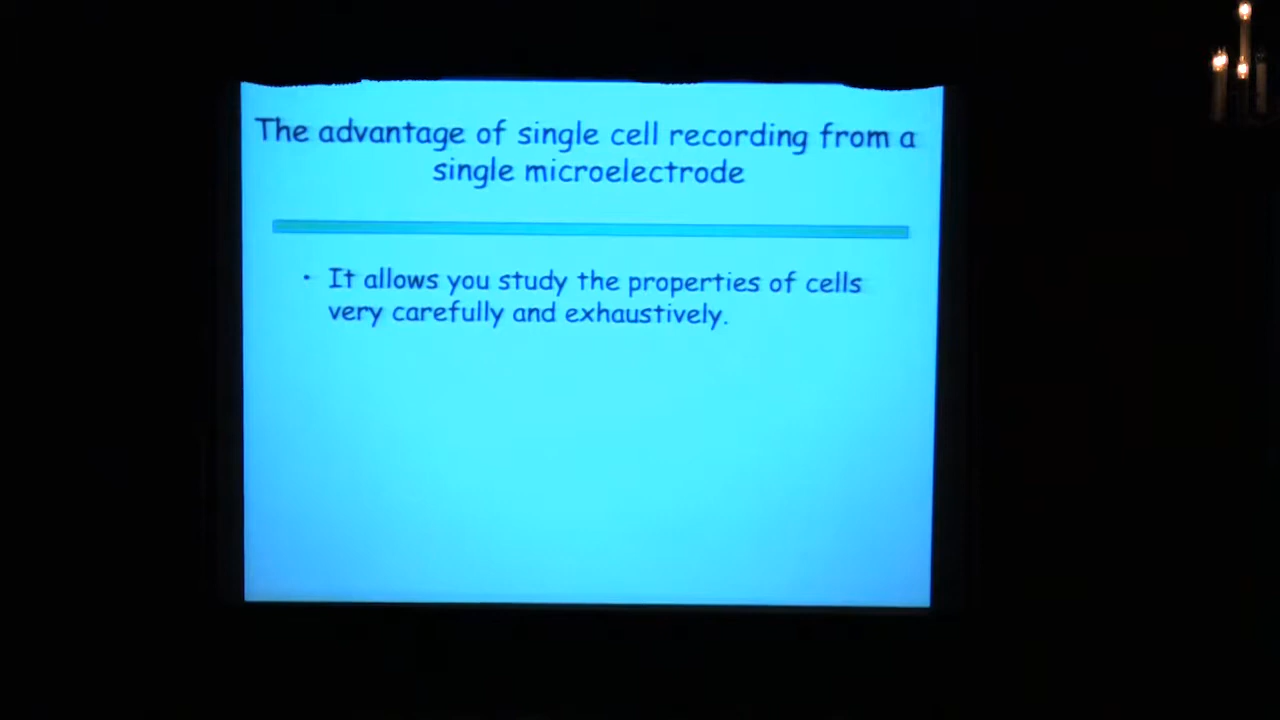 The advantage of single cell recording from a
single microelectrode
• It allows you study the properties of cells
very carefully and exhaustively.